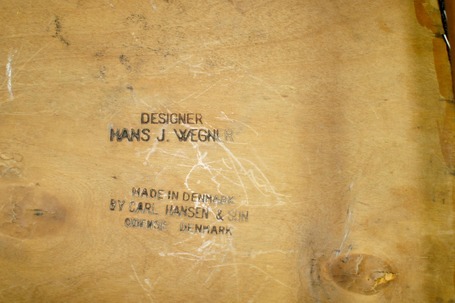 DESIGNER
HANS J. WEGNER
MADE IN DENMARK
BY CARL HANSEN & SØN
ODENSE DENMARK